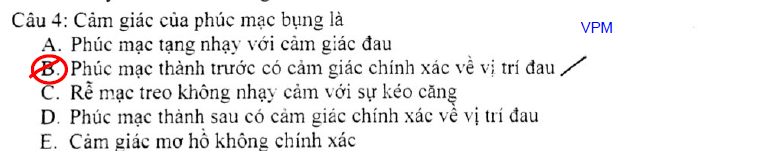 Câu 4: Cảm giác của phúc mạc bụng là
VPM
A. Phúc mạc tạng nhạy với cảm giác đau
B. Phúc mạc thành trước có cảm giác chính xác về vị trí đau
C. Rễ mạc treo không nhạy cảm với sự kéo căng
D. Phúc mạc thành sau có cảm giác chính xác về vị trí đau
E. Cảm giác mơ hồ không chính xác